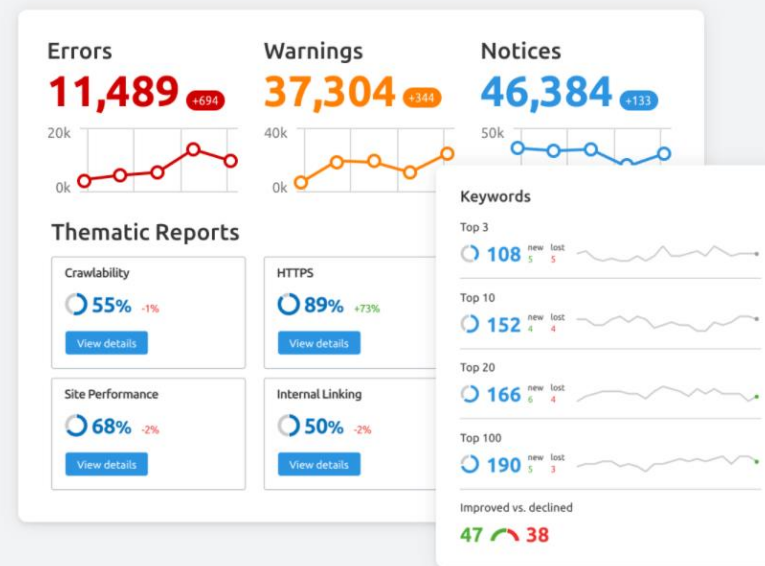 Errors
11,489 +694
20k
0k
Warnings
37,304 +344
40k
0k
Notices
46,384 +133
50k
Thematic Reports
Crawlability
55% -1%
View details
HTTPS
89% +73%
View details
Site Performance
68% -2%
View details
Internal Linking
50% -2%
View details
Keywords
Top 3
108 new 5 lost 5
Top 10
152 new 4 lost 4
Top 20
166 new 6 lost 4
Top 100
190 new 5 lost 3
Improved vs. declined
47 38